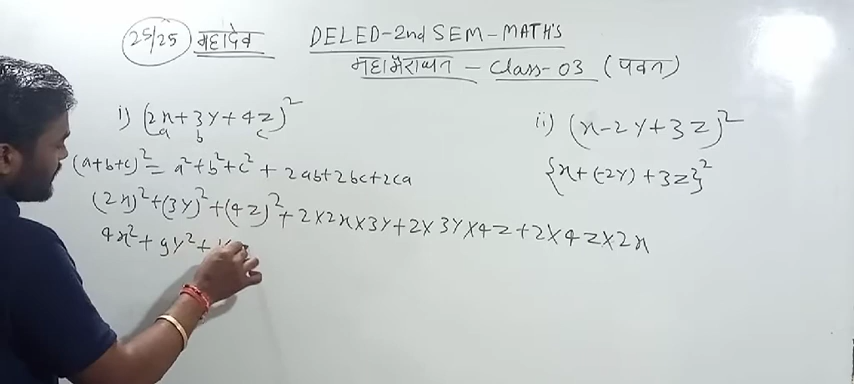 25/25 महादेव DELED-2nd SEM-MATH'S
महामैराथन - Class-03 (पवन)
i) (2x+3y+4z)²
a b c
(a+b+c)² = a²+b²+c² + 2ab+2bc+2ca
(2x)²+(3y)²+(4z)²+2×2x×3y+2×3y×4z+2×4z×2x
4x²+9y²+
ii) (x-2y+3z)²
{x+(-2y)+3z}²